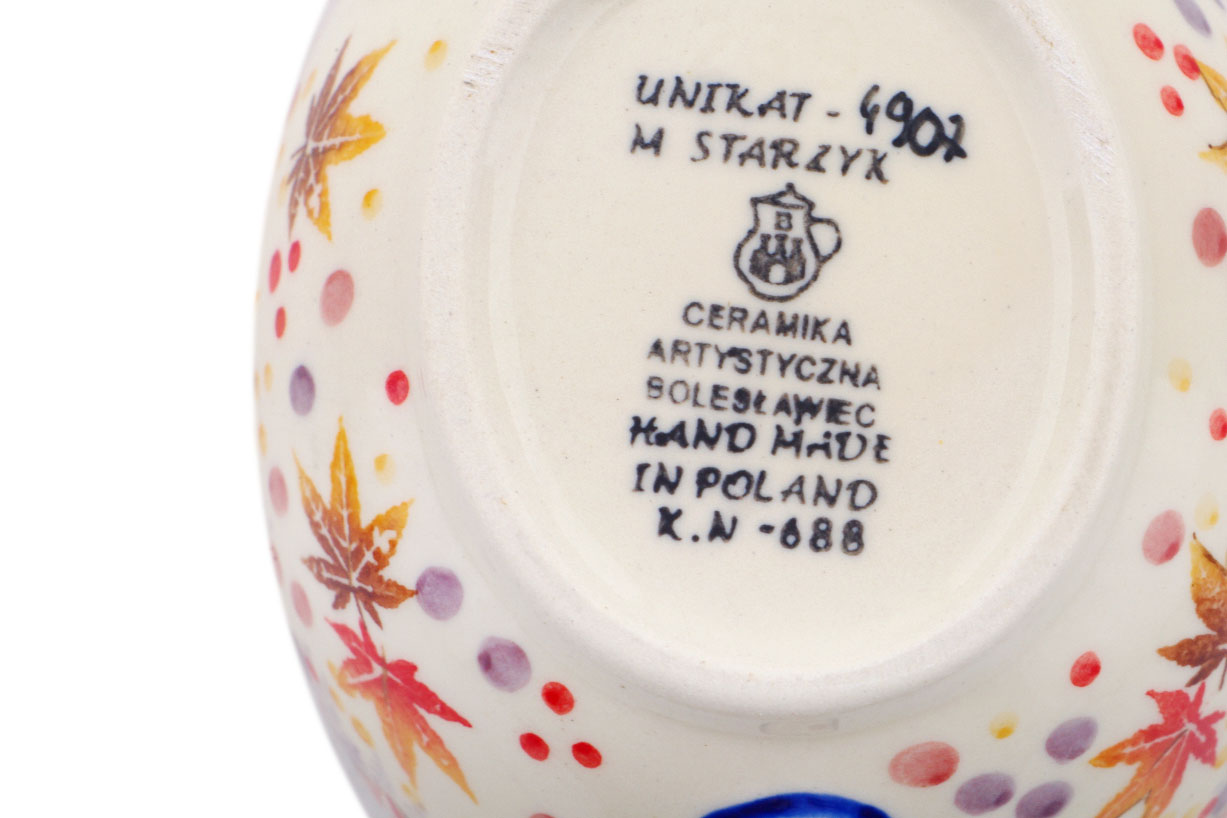 UNIKAT - 4907
M STARZYK
B
CERAMIKA
ARTYSTYCZNA
BOLESŁAWIEC
HAND MADE
IN POLAND
K.N -688